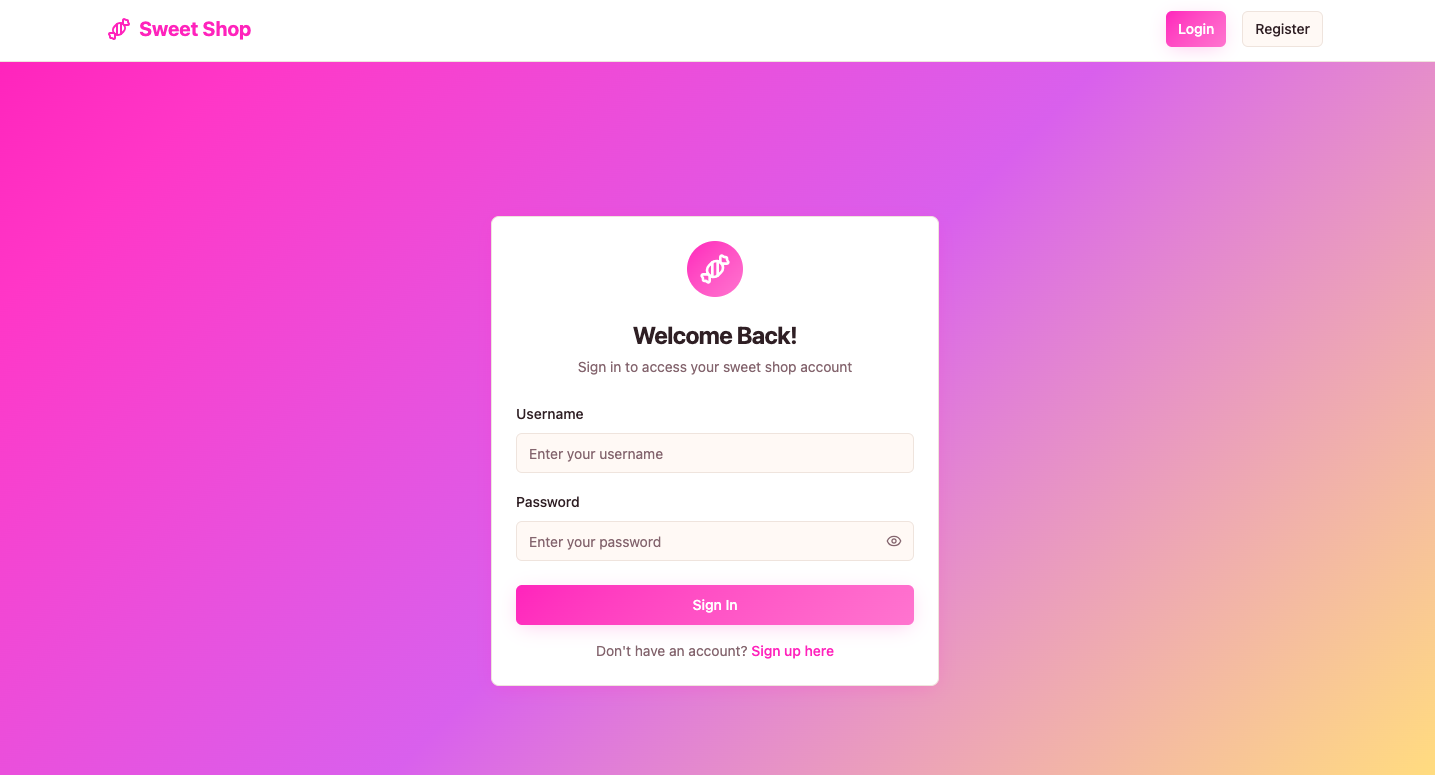 Sweet Shop
Login
Register
Welcome Back!
Sign in to access your sweet shop account
Username
Enter your username
Password
Enter your password
Sign In
Don't have an account? Sign up here